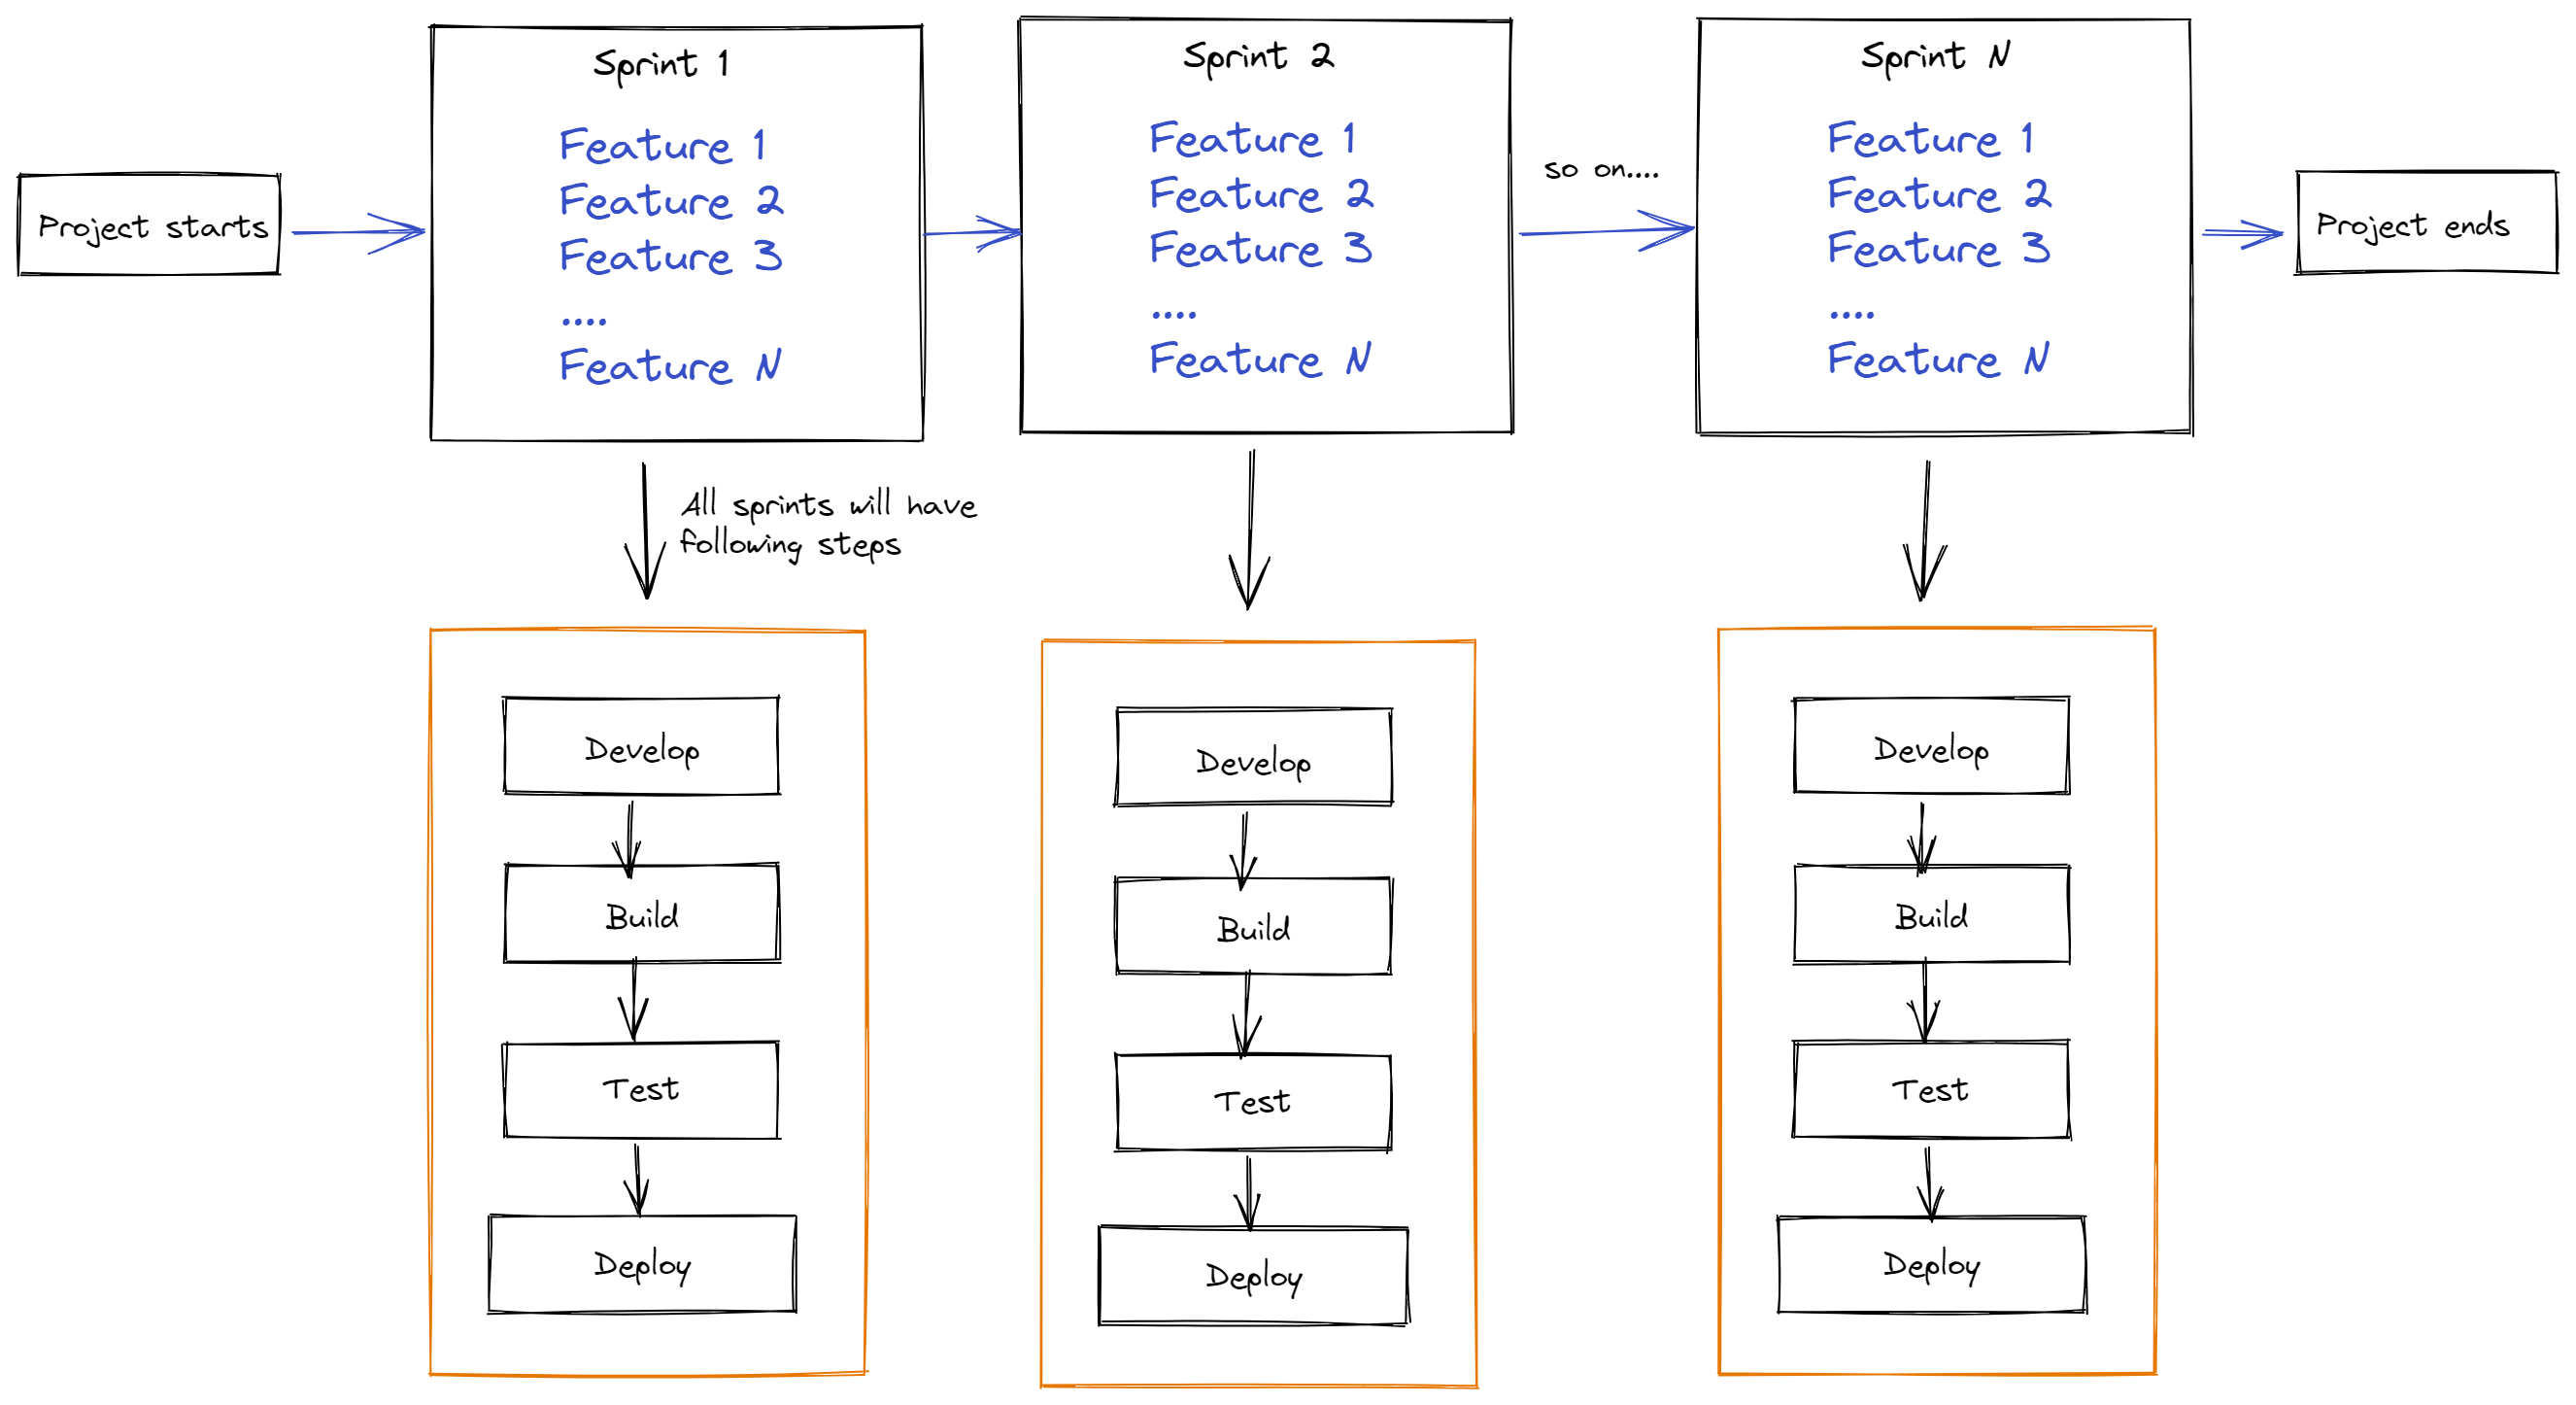 Project starts
Sprint 1
Feature 1
Feature 2
Feature 3
....
Feature N
Sprint 2
Feature 1
Feature 2
Feature 3
....
Feature N
so on....
Sprint N
Feature 1
Feature 2
Feature 3
....
Feature N
Project ends
All sprints will have
following steps
Develop
Build
Test
Deploy
Develop
Build
Test
Deploy
Develop
Build
Test
Deploy